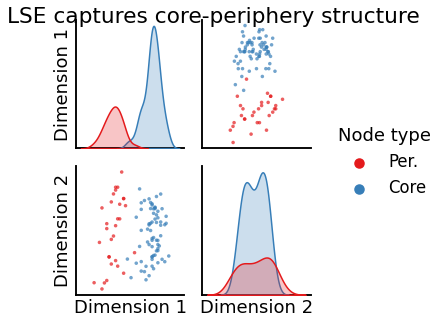 LSE captures core-periphery structure
Dimension 1
Dimension 2
Dimension 1
Dimension 2
Node type
Per.
Core